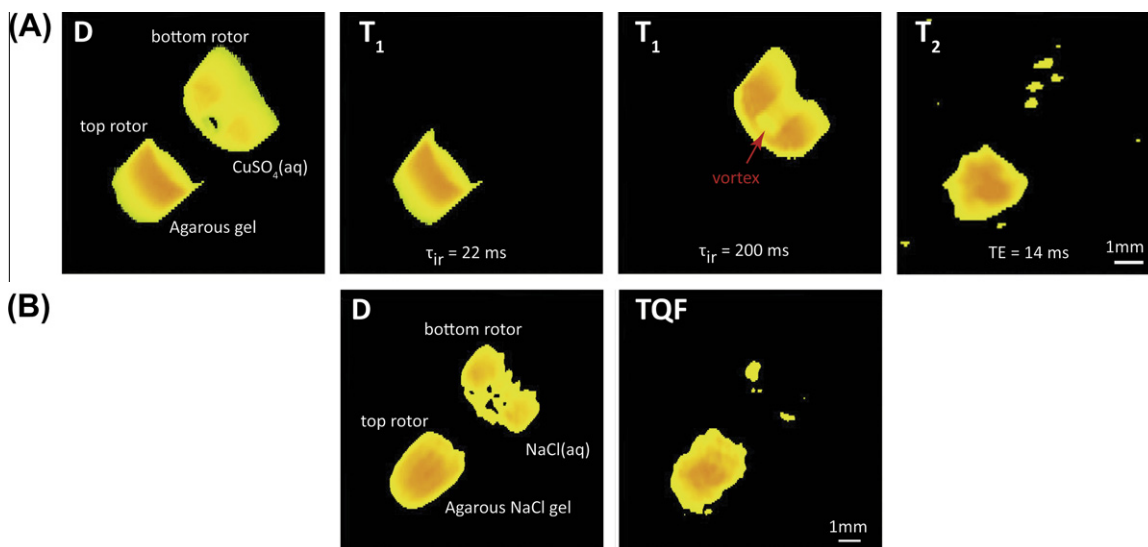 (A)
D
bottom rotor
top rotor
CuSO₄(aq)
Agarous gel
T₁
τᵢᵣ = 22 ms
T₁
vortex
τᵢᵣ = 200 ms
T₂
TE = 14 ms
1mm
(B)
D
bottom rotor
top rotor
NaCl(aq)
Agarous NaCl gel
TQF
1mm